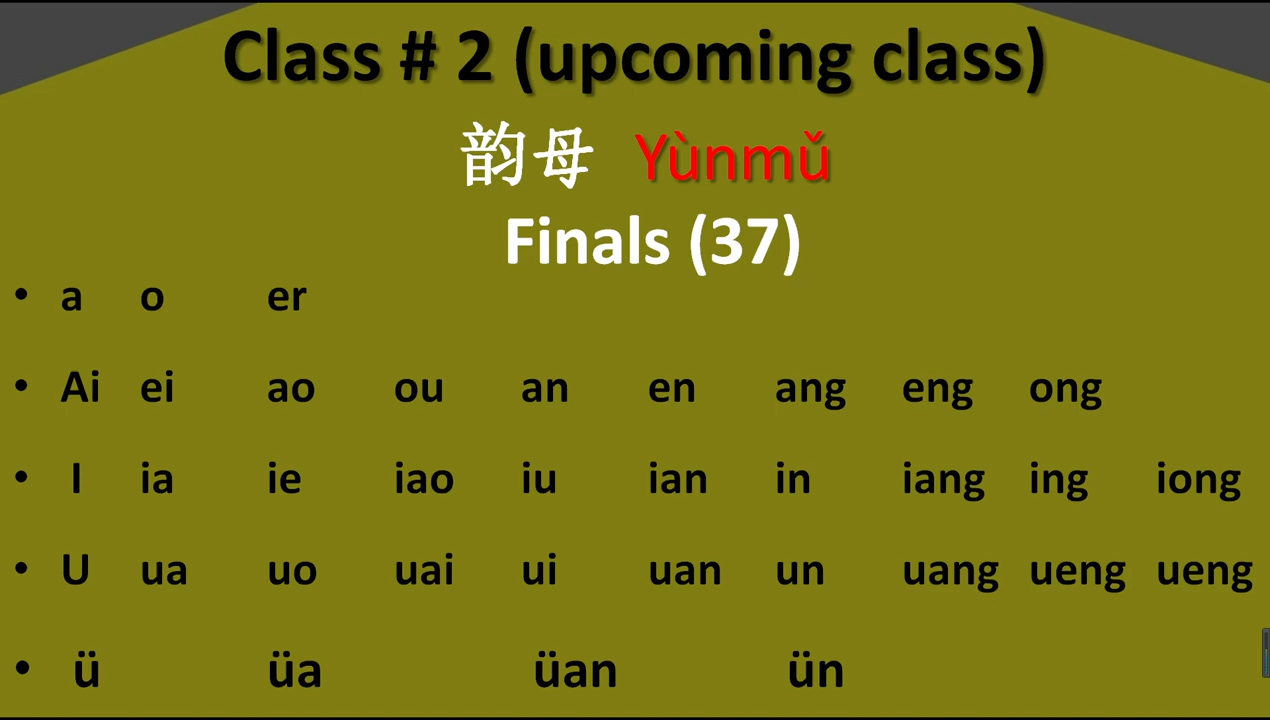 Class # 2 (upcoming class)
韵母 Yùnmǔ
Finals (37)
• a o er
• Ai ei ao ou an en ang eng ong
• I ia ie iao iu ian in iang ing iong
• U ua uo uai ui uan un uang ueng ueng
• ü üa üan ün